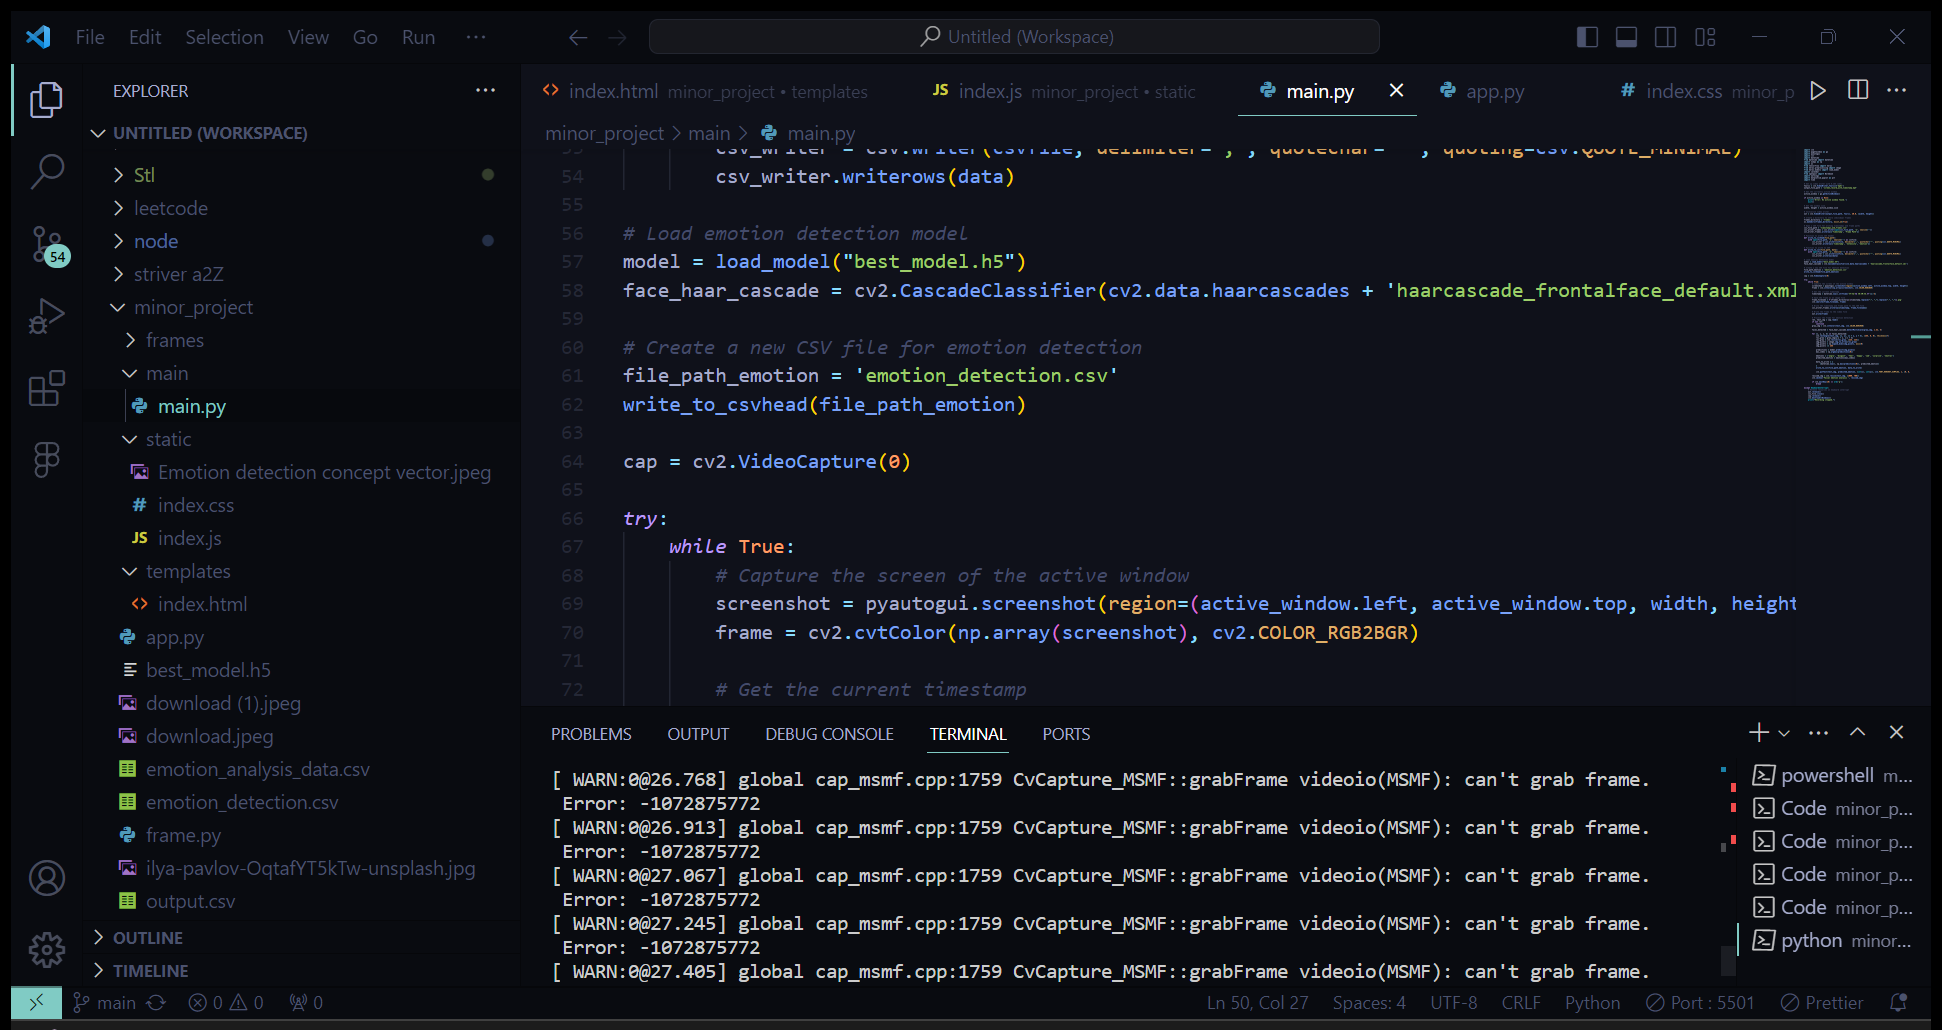 File Edit Selection View Go Run ...
Untitled (Workspace)
EXPLORER
UNTITLED (WORKSPACE)
Stl
leetcode
node
striver a2Z
minor_project
frames
main
main.py
static
Emotion detection concept vector.jpeg
# index.css
JS index.js
templates
<> index.html
app.py
best_model.h5
download (1).jpeg
download.jpeg
emotion_analysis_data.csv
emotion_detection.csv
frame.py
ilya-pavlov-OqtafYT5kTw-unsplash.jpg
output.csv
OUTLINE
TIMELINE
54
<> index.html minor_project • templates JS index.js minor_project • static main.py app.py # index.css minor_p
minor_project > main > main.py
53 csv_writer = csv.writer(csvfile, delimiter=',', quoting=csv.QUOTE_MINIMAL)
54 csv_writer.writerows(data)
55
56 # Load emotion detection model
57 model = load_model("best_model.h5")
58 face_haar_cascade = cv2.CascadeClassifier(cv2.data.haarcascades + 'haarcascade_frontalface_default.xml
59
60 # Create a new CSV file for emotion detection
61 file_path_emotion = 'emotion_detection.csv'
62 write_to_csvhead(file_path_emotion)
63
64 cap = cv2.VideoCapture(0)
65
66 try:
67 while True:
68 # Capture the screen of the active window
69 screenshot = pyautogui.screenshot(region=(active_window.left, active_window.top, width, height
70 frame = cv2.cvtColor(np.array(screenshot), cv2.COLOR_RGB2BGR)
71
72 # Get the current timestamp
PROBLEMS OUTPUT DEBUG CONSOLE TERMINAL PORTS
[ WARN:0@26.768] global cap_msmf.cpp:1759 CvCapture_MSMF::grabFrame videoio(MSMF): can't grab frame.
Error: -1072875772
[ WARN:0@26.913] global cap_msmf.cpp:1759 CvCapture_MSMF::grabFrame videoio(MSMF): can't grab frame.
Error: -1072875772
[ WARN:0@27.067] global cap_msmf.cpp:1759 CvCapture_MSMF::grabFrame videoio(MSMF): can't grab frame.
Error: -1072875772
[ WARN:0@27.245] global cap_msmf.cpp:1759 CvCapture_MSMF::grabFrame videoio(MSMF): can't grab frame.
Error: -1072875772
[ WARN:0@27.405] global cap_msmf.cpp:1759 CvCapture_MSMF::grabFrame videoio(MSMF): can't grab frame.
powershell m...
Code minor_p...
Code minor_p...
Code minor_p...
Code minor_p...
python minor...
main 0 0 0 Ln 50, Col 27 Spaces: 4 UTF-8 CRLF Python Port : 5501 Prettier